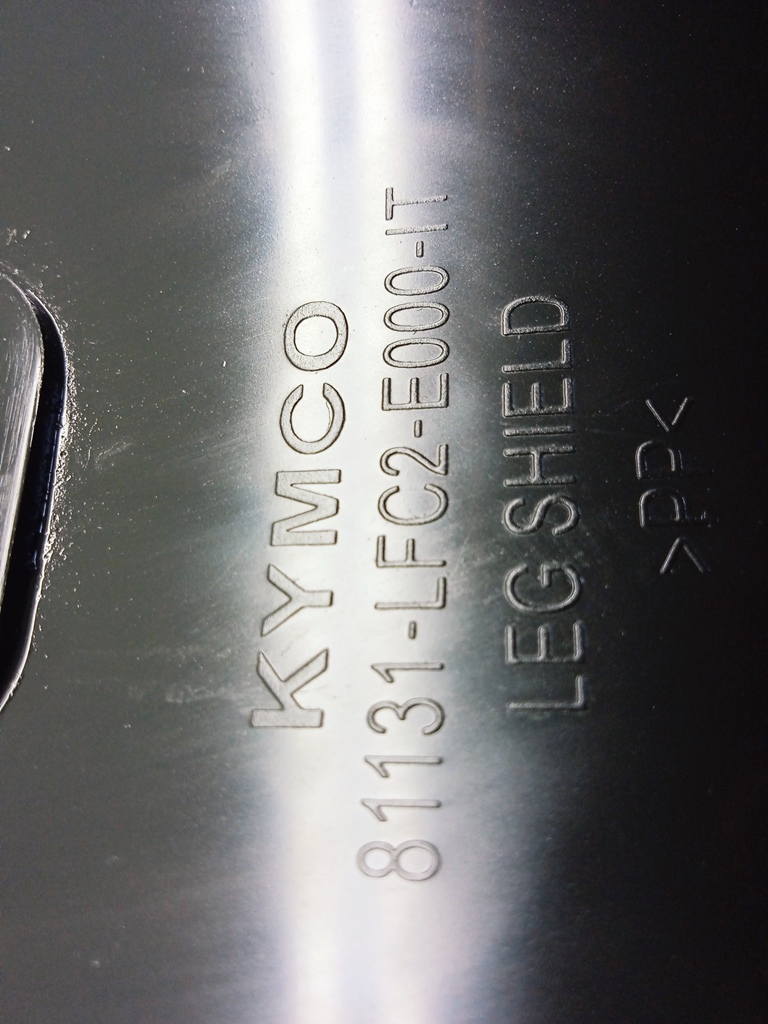 KYMCO
81131-LFC2-E000-IT
LEG SHIELD
>PP<